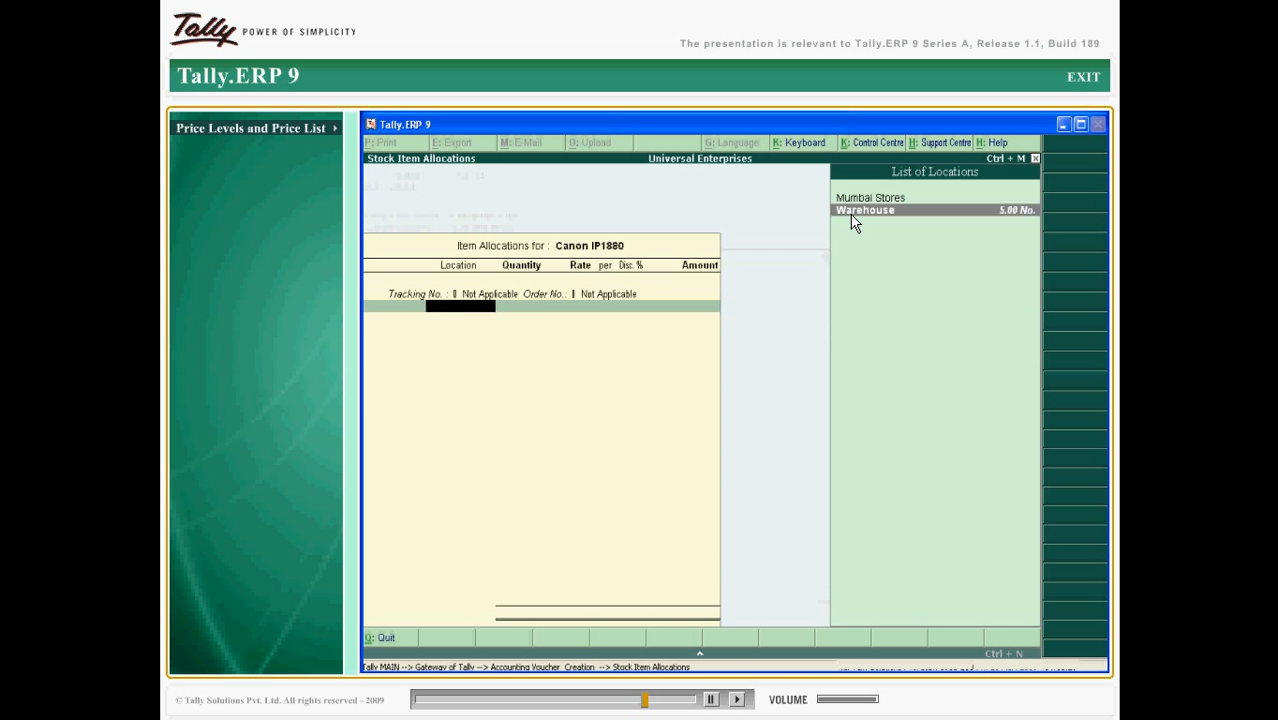 Tally POWER OF SIMPLICITY
The presentation is relevant to Tally.ERP 9 Series A, Release 1.1, Build 189
Tally.ERP 9 EXIT
Price Levels and Price List
Tally.ERP 9
P: Print E: Export M: E-Mail O: Upload G: Language K: Keyboard K: Control Centre H: Support Centre H: Help
Stock Item Allocations Universal Enterprises Ctrl + M
List of Locations
Mumbai Stores
Warehouse 5.00 No.
Item Allocations for : Canon IP1880
Location Quantity Rate per Disc. % Amount
Tracking No. : Not Applicable Order No. : Not Applicable
Q: Quit
Ctrl + N
Tally MAIN --> Gateway of Tally --> Accounting Voucher Creation --> Stock Item Allocations
© Tally Solutions Pvt. Ltd. All rights reserved - 2009 VOLUME